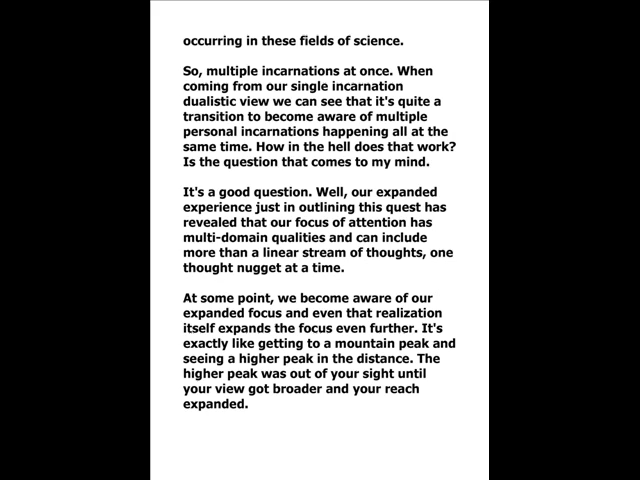 occurring in these fields of science.
So, multiple incarnations at once. When
coming from our single incarnation
dualistic view we can see that it's quite a
transition to become aware of multiple
personal incarnations happening all at the
same time. How in the hell does that work?
Is the question that comes to my mind.
It's a good question. Well, our expanded
experience just in outlining this quest has
revealed that our focus of attention has
multi-domain qualities and can include
more than a linear stream of thoughts, one
thought nugget at a time.
At some point, we become aware of our
expanded focus and even that realization
itself expands the focus even further. It's
exactly like getting to a mountain peak and
seeing a higher peak in the distance. The
higher peak was out of your sight until
your view got broader and your reach
expanded.